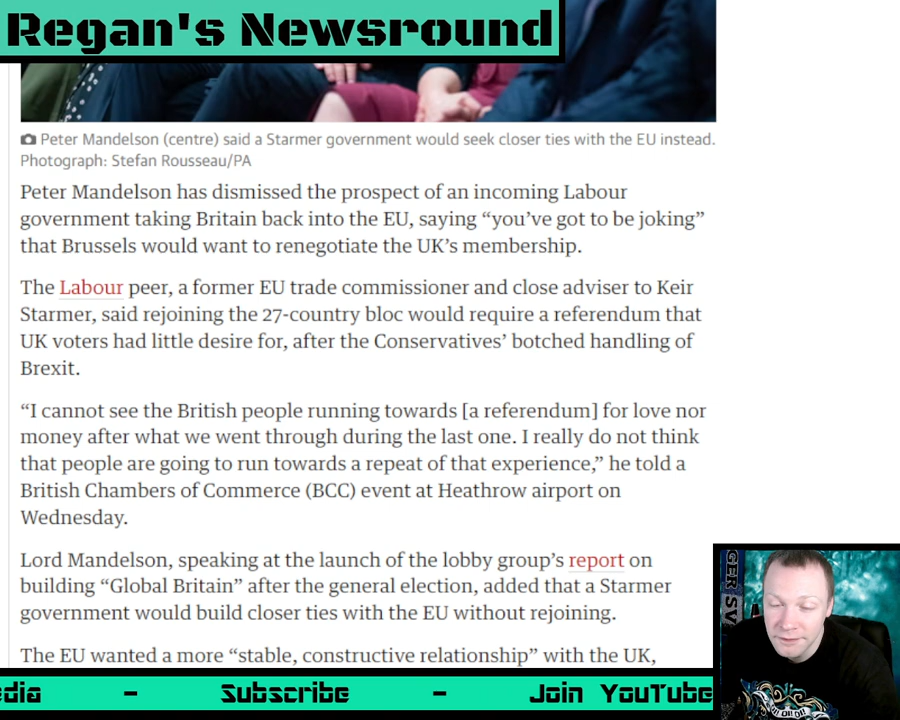 Regan's Newsround
Peter Mandelson (centre) said a Starmer government would seek closer ties with the EU instead.
Photograph: Stefan Rousseau/PA
Peter Mandelson has dismissed the prospect of an incoming Labour
government taking Britain back into the EU, saying “you’ve got to be joking”
that Brussels would want to renegotiate the UK’s membership.
The Labour peer, a former EU trade commissioner and close adviser to Keir
Starmer, said rejoining the 27-country bloc would require a referendum that
UK voters had little desire for, after the Conservatives’ botched handling of
Brexit.
“I cannot see the British people running towards [a referendum] for love nor
money after what we went through during the last one. I really do not think
that people are going to run towards a repeat of that experience,” he told a
British Chambers of Commerce (BCC) event at Heathrow airport on
Wednesday.
Lord Mandelson, speaking at the launch of the lobby group’s report on
building “Global Britain” after the general election, added that a Starmer
government would build closer ties with the EU without rejoining.
The EU wanted a more “stable, constructive relationship” with the UK,
GER SV
edia - Subscribe - Join YouTube